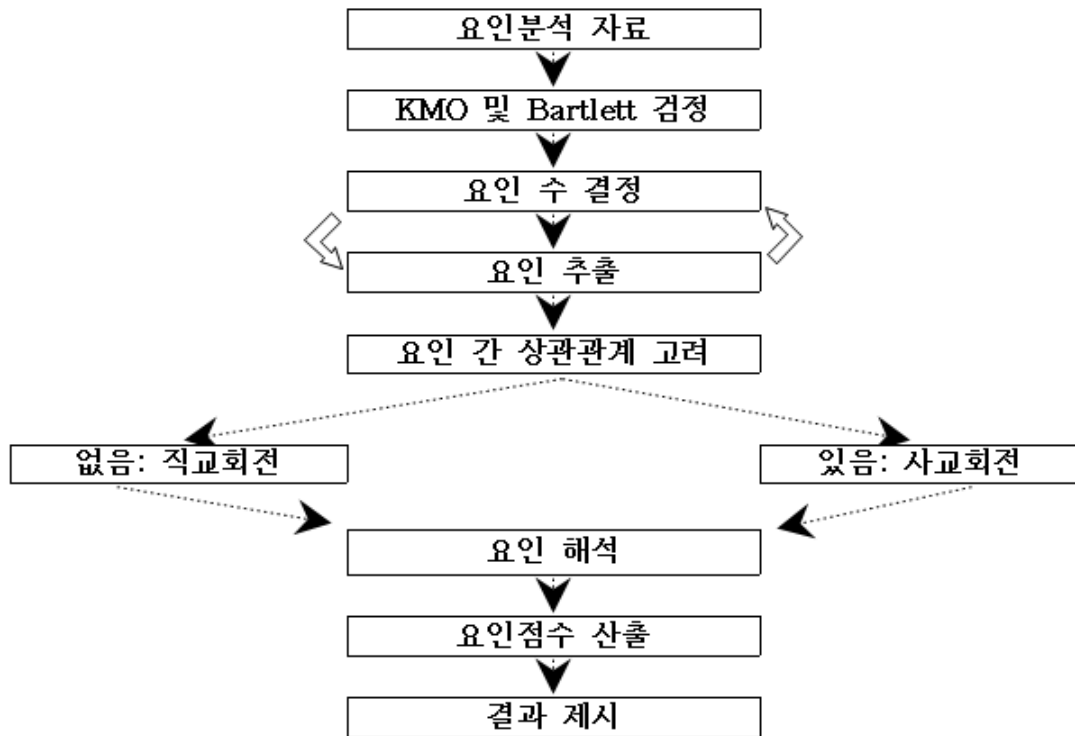 요인분석 자료
KMO 및 Bartlett 검정
요인 수 결정
요인 추출
요인 간 상관관계 고려
없음: 직교회전
있음: 사교회전
요인 해석
요인점수 산출
결과 제시